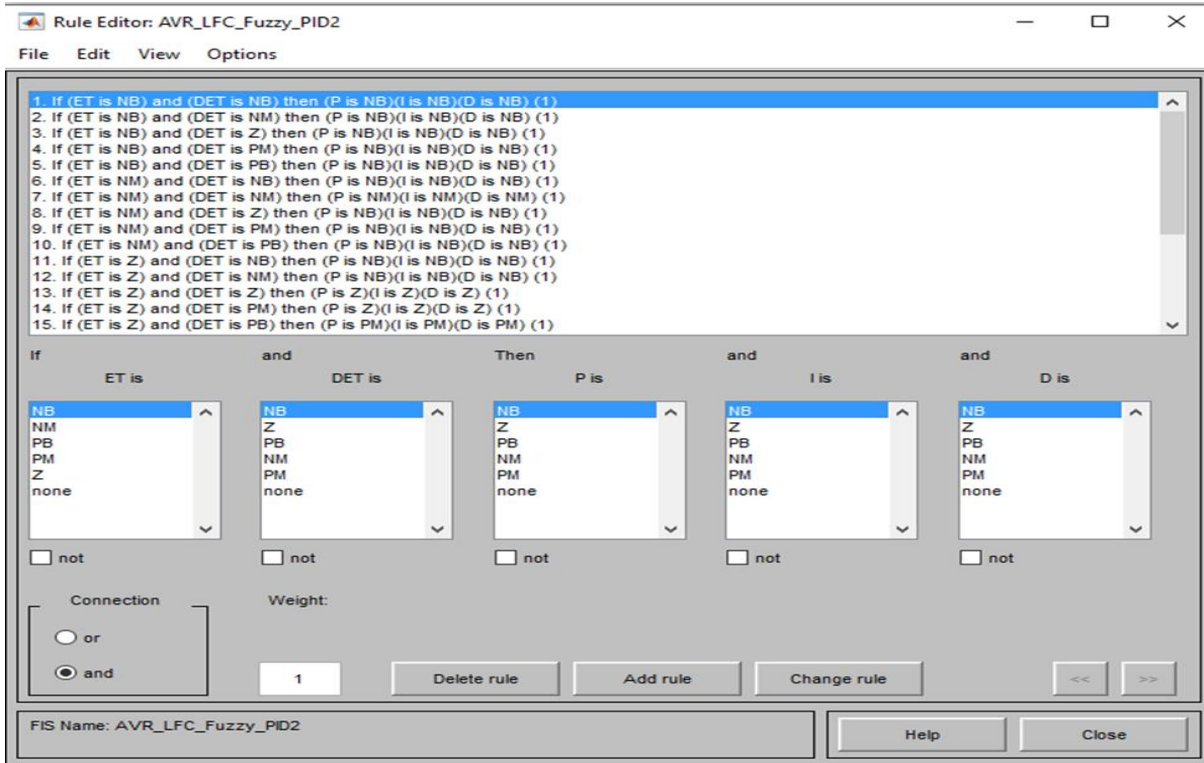 Rule Editor: AVR_LFC_Fuzzy_PID2
File Edit View Options
1. If (ET is NB) and (DET is NB) then (P is NB)(I is NB)(D is NB) (1)
2. If (ET is NB) and (DET is NM) then (P is NB)(I is NB)(D is NB) (1)
3. If (ET is NB) and (DET is Z) then (P is NB)(I is NB)(D is NB) (1)
4. If (ET is NB) and (DET is PM) then (P is NB)(I is NB)(D is NB) (1)
5. If (ET is NB) and (DET is PB) then (P is NB)(I is NB)(D is NB) (1)
6. If (ET is NM) and (DET is NB) then (P is NB)(I is NB)(D is NB) (1)
7. If (ET is NM) and (DET is NM) then (P is NM)(I is NM)(D is NM) (1)
8. If (ET is NM) and (DET is Z) then (P is NB)(I is NB)(D is NB) (1)
9. If (ET is NM) and (DET is PM) then (P is NB)(I is NB)(D is NB) (1)
10. If (ET is NM) and (DET is PB) then (P is NB)(I is NB)(D is NB) (1)
11. If (ET is Z) and (DET is NB) then (P is NB)(I is NB)(D is NB) (1)
12. If (ET is Z) and (DET is NM) then (P is NB)(I is NB)(D is NB) (1)
13. If (ET is Z) and (DET is Z) then (P is Z)(I is Z)(D is Z) (1)
14. If (ET is Z) and (DET is PM) then (P is Z)(I is Z)(D is Z) (1)
15. If (ET is Z) and (DET is PB) then (P is PM)(I is PM)(D is PM) (1)
If and Then and and
ET is DET is P is I is D is
NB NB NB NB NB
NM Z Z Z Z
PB PB PB PB PB
PM NM NM NM NM
Z PM PM PM PM
none none none none none
not not not not not
Connection Weight:
or
and 1 Delete rule Add rule Change rule << >>
FIS Name: AVR_LFC_Fuzzy_PID2 Help Close